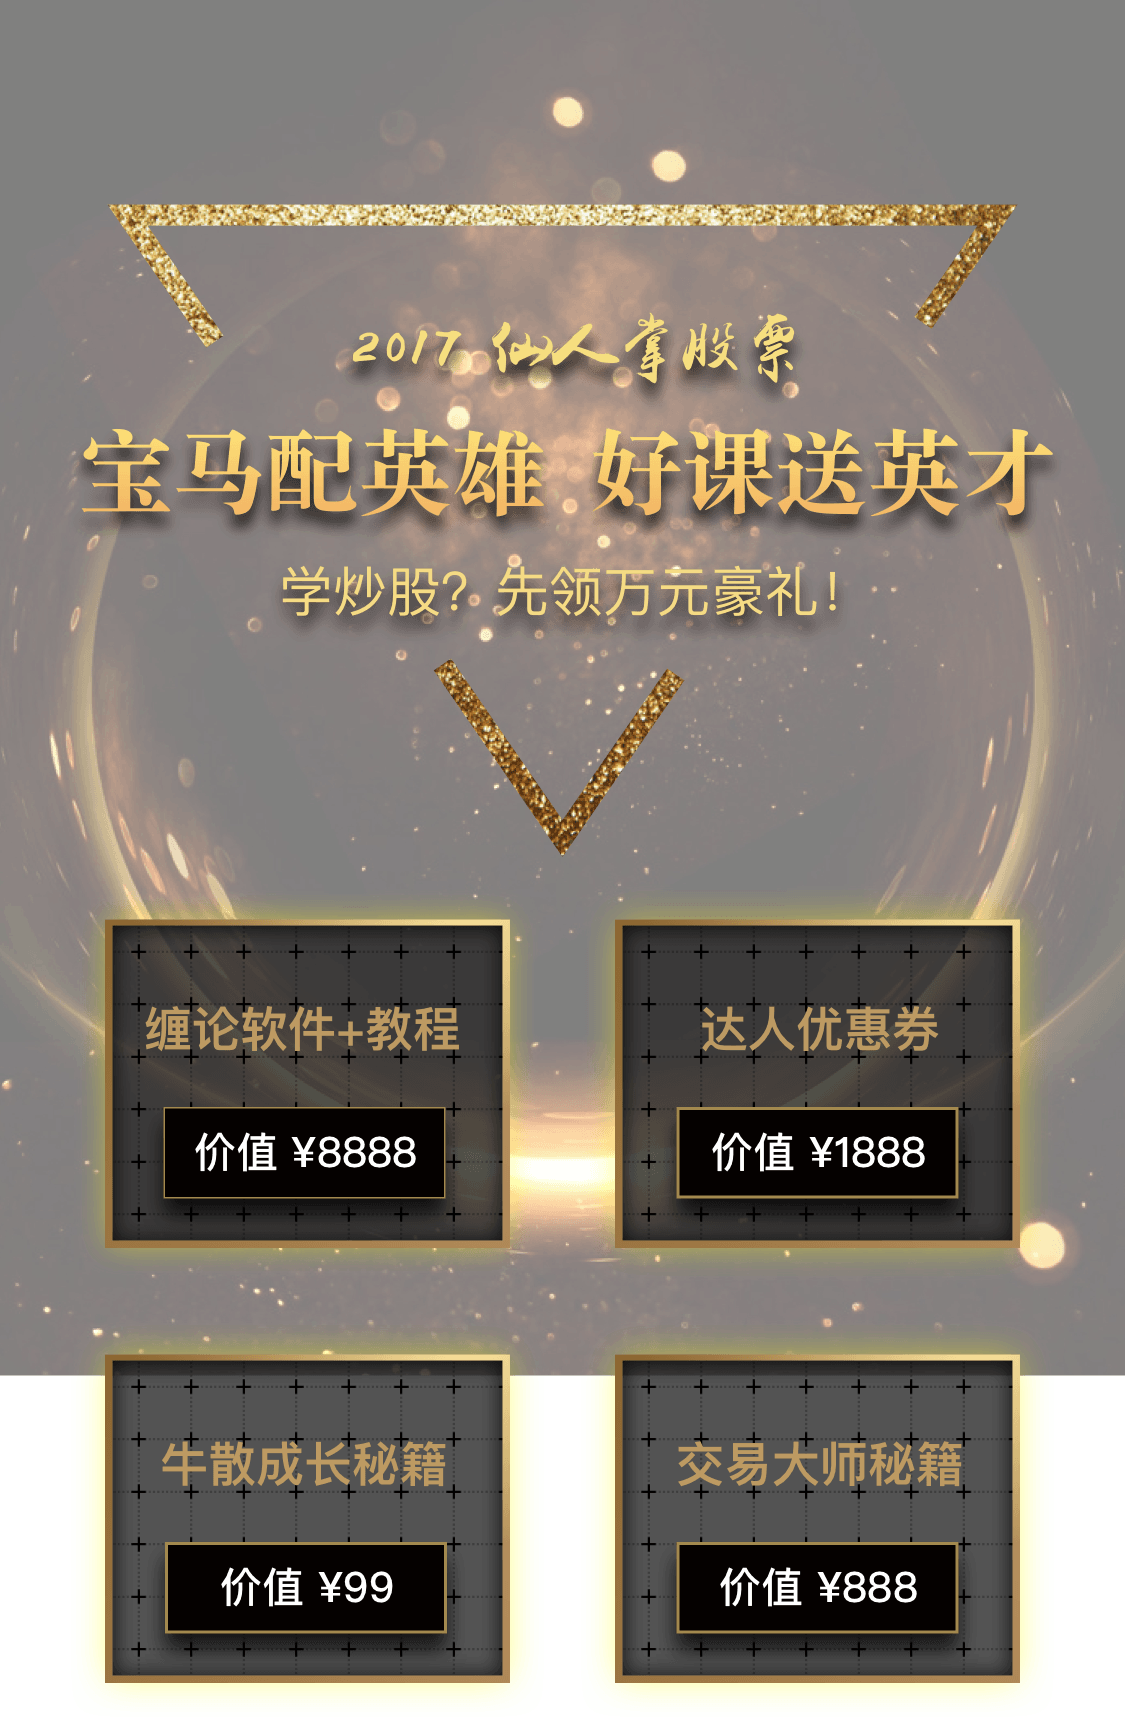 2017 仙人掌股票
宝马配英雄 好课送英才
学炒股？先领万元豪礼！
缠论软件+教程
价值 ¥8888
达人优惠券
价值 ¥1888
牛散成长秘籍
价值 ¥99
交易大师秘籍
价值 ¥888